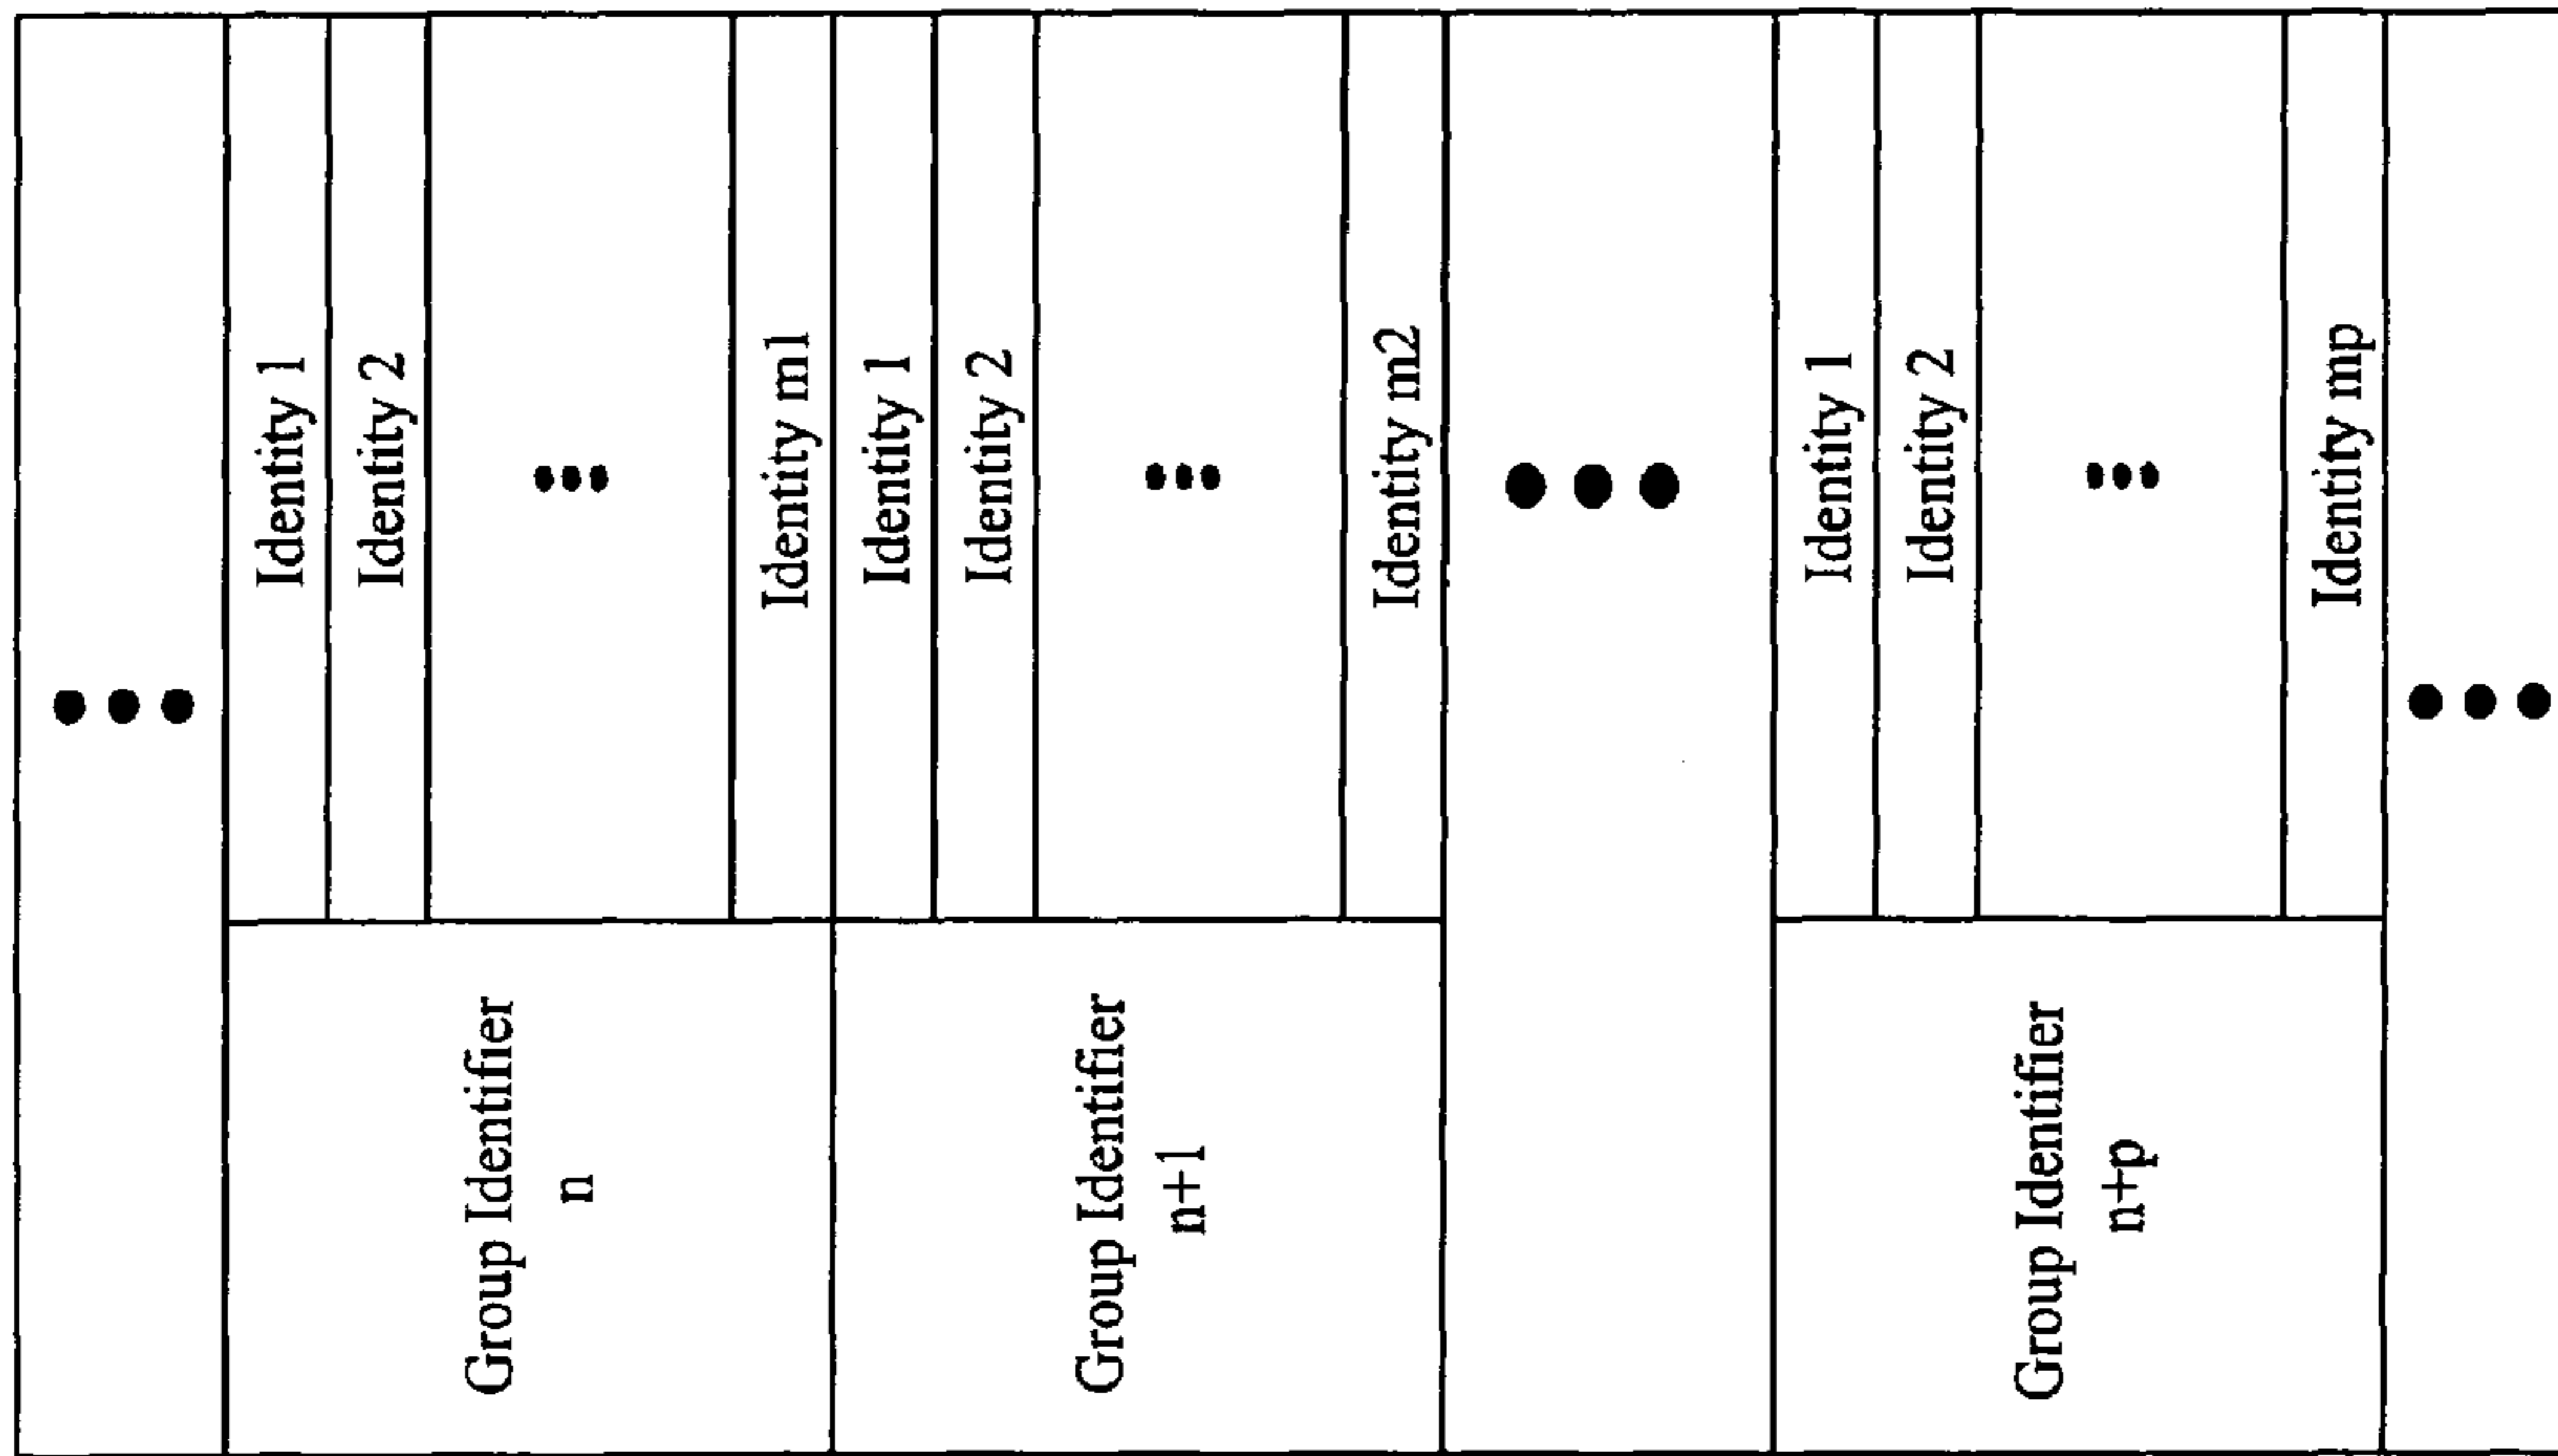 •••
Group Identifier
n
Identity 1
Identity 2
•••
Identity m1
Group Identifier
n+1
Identity 1
Identity 2
•••
Identity m2
•••
Group Identifier
n+p
Identity 1
Identity 2
•••
Identity mp
•••